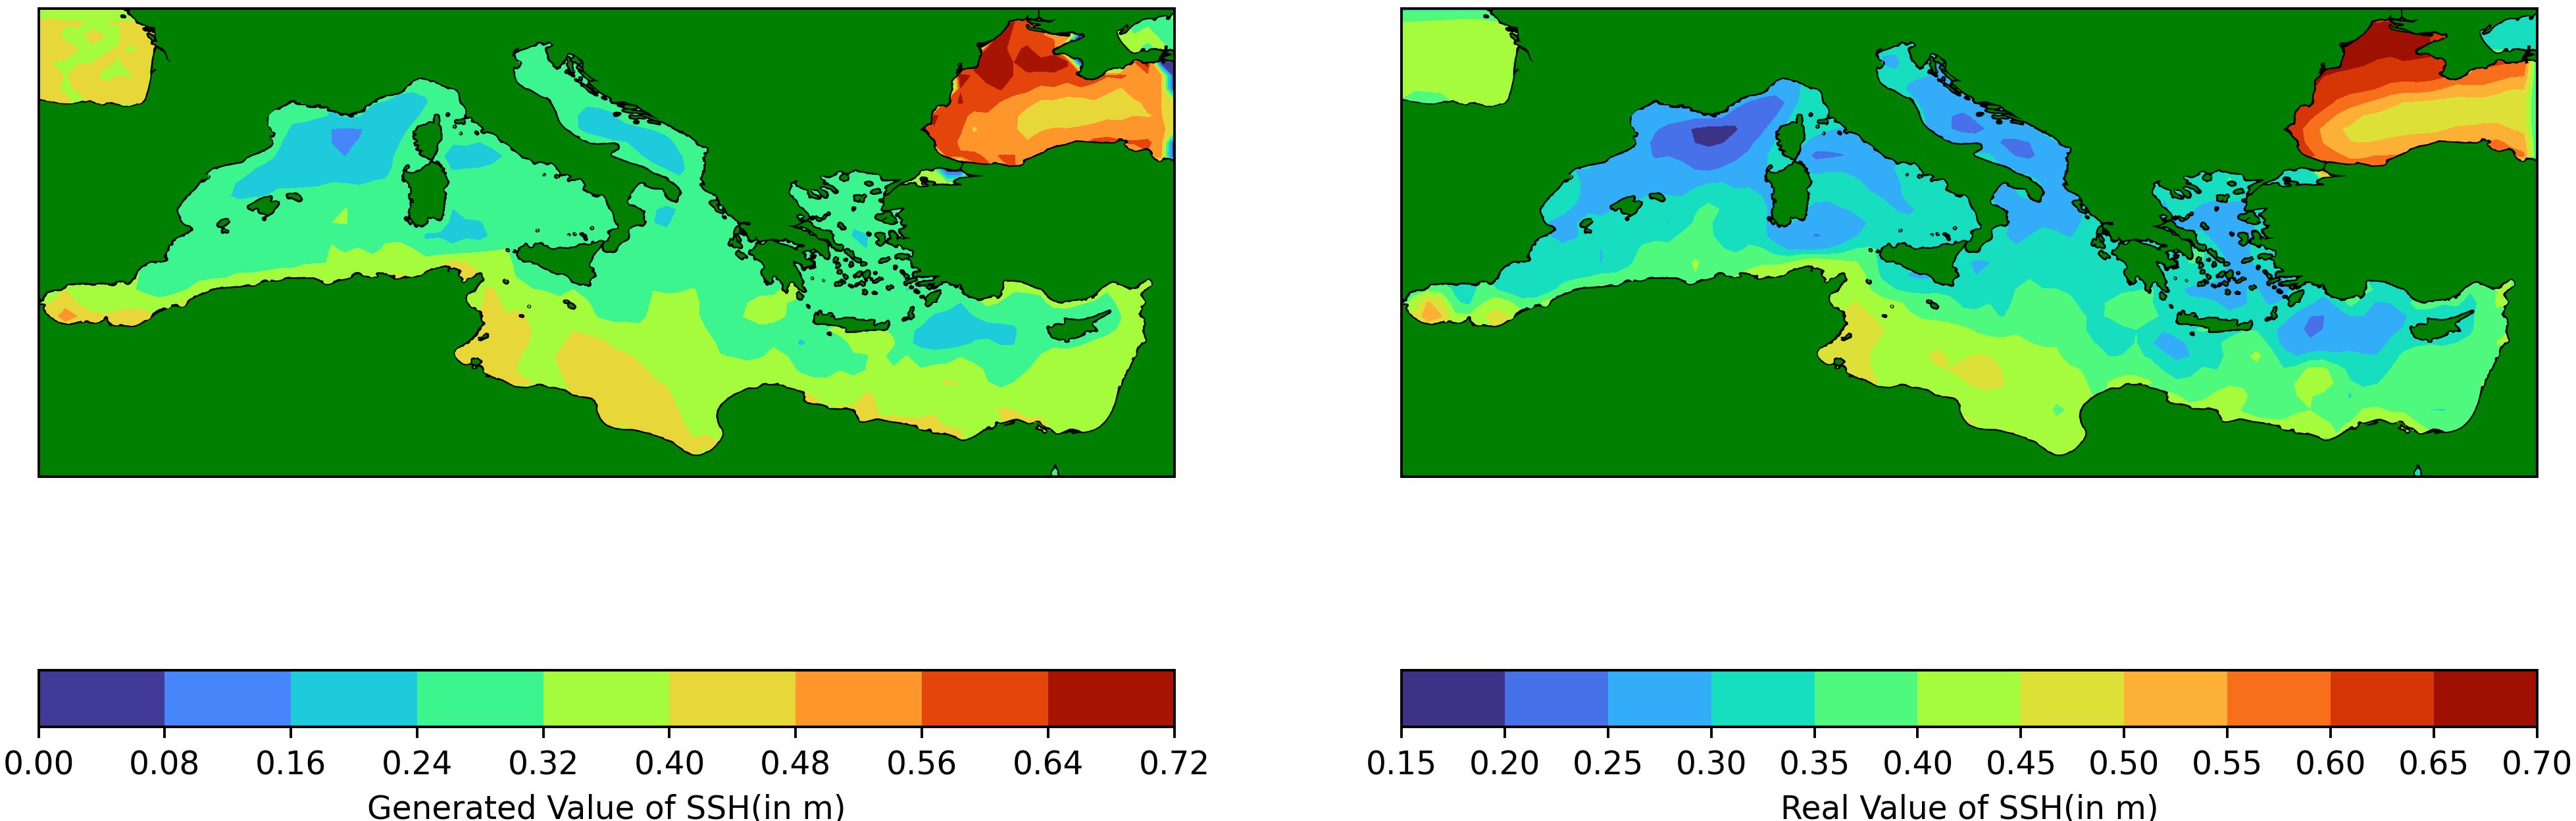 0.00 0.08 0.16 0.24 0.32 0.40 0.48 0.56 0.64 0.72
Generated Value of SSH(in m)
0.15 0.20 0.25 0.30 0.35 0.40 0.45 0.50 0.55 0.60 0.65 0.70
Real Value of SSH(in m)